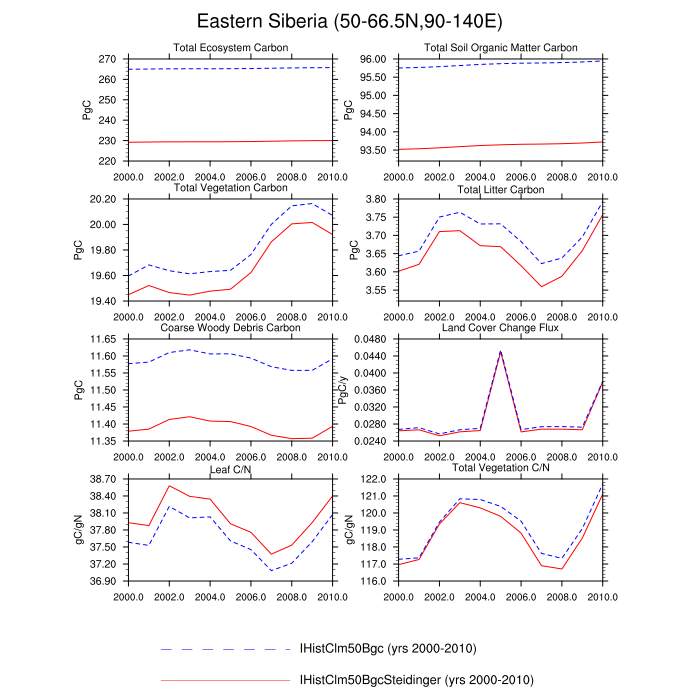 Eastern Siberia (50-66.5N,90-140E)
Total Ecosystem Carbon
PgC
270
260
250
240
230
220
2000.0 2002.0 2004.0 2006.0 2008.0 2010.0
Total Soil Organic Matter Carbon
PgC
96.00
95.50
95.00
94.50
94.00
93.50
2000.0 2002.0 2004.0 2006.0 2008.0 2010.0
Total Vegetation Carbon
PgC
20.20
20.00
19.80
19.60
19.40
2000.0 2002.0 2004.0 2006.0 2008.0 2010.0
Total Litter Carbon
PgC
3.80
3.75
3.70
3.65
3.60
3.55
2000.0 2002.0 2004.0 2006.0 2008.0 2010.0
Coarse Woody Debris Carbon
PgC
11.65
11.60
11.55
11.50
11.45
11.40
11.35
2000.0 2002.0 2004.0 2006.0 2008.0 2010.0
Land Cover Change Flux
PgC/y
0.0480
0.0440
0.0400
0.0360
0.0320
0.0280
0.0240
2000.0 2002.0 2004.0 2006.0 2008.0 2010.0
Leaf C/N
gC/gN
38.70
38.40
38.10
37.80
37.50
37.20
36.90
2000.0 2002.0 2004.0 2006.0 2008.0 2010.0
Total Vegetation C/N
gC/gN
122.0
121.0
120.0
119.0
118.0
117.0
116.0
2000.0 2002.0 2004.0 2006.0 2008.0 2010.0
IHistClm50Bgc (yrs 2000-2010)
IHistClm50BgcSteidinger (yrs 2000-2010)